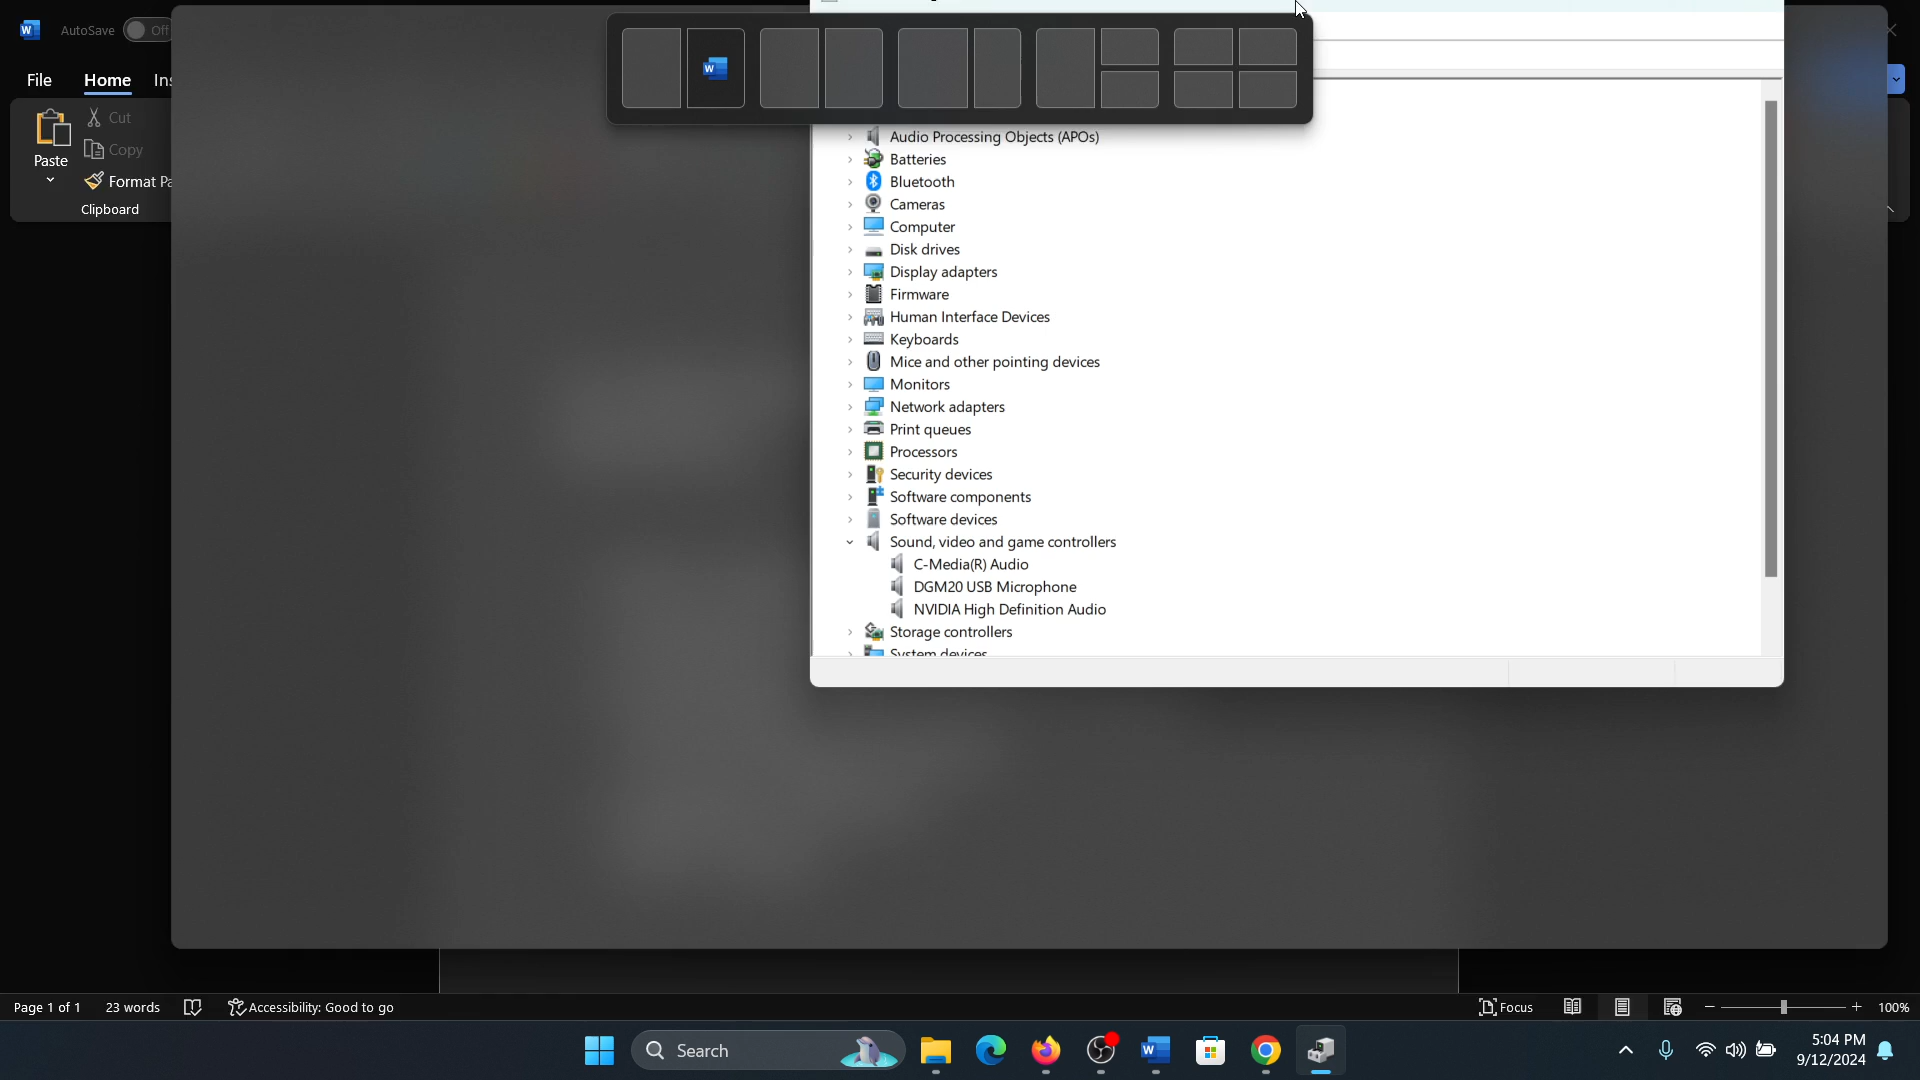 AutoSave Off
File Home Ins
Paste
Cut
Copy
Format Pa
Clipboard
W
Audio Processing Objects (APOs)
Batteries
Bluetooth
Cameras
Computer
Disk drives
Display adapters
Firmware
Human Interface Devices
Keyboards
Mice and other pointing devices
Monitors
Network adapters
Print queues
Processors
Security devices
Software components
Software devices
Sound, video and game controllers
C-Media(R) Audio
DGM20 USB Microphone
NVIDIA High Definition Audio
Storage controllers
System devices
Page 1 of 1 23 words Accessibility: Good to go Focus 100%
Search
5:04 PM
9/12/2024